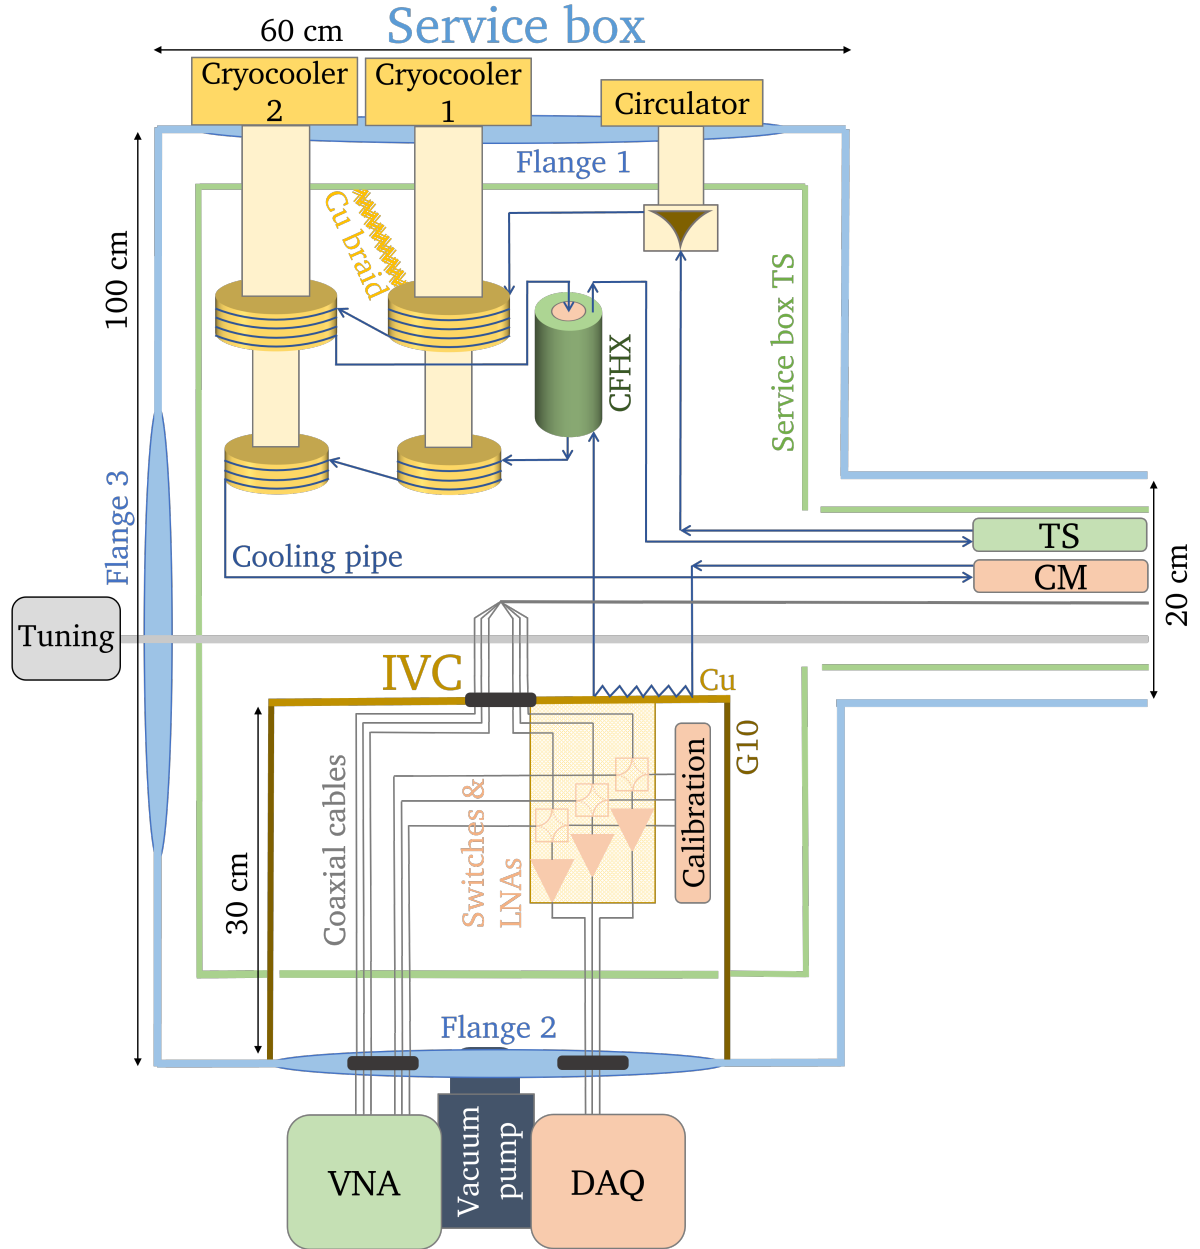 60 cm
Service box
Cryocooler
2
Cryocooler
1
Circulator
Flange 1
Cu braid
100 cm
CFHX
Service box TS
Flange 3
Cooling pipe
TS
CM
20 cm
Tuning
IVC
Cu
G10
Coaxial cables
Switches &
LNAs
Calibration
30 cm
Flange 2
VNA
Vacuum
pump
DAQ